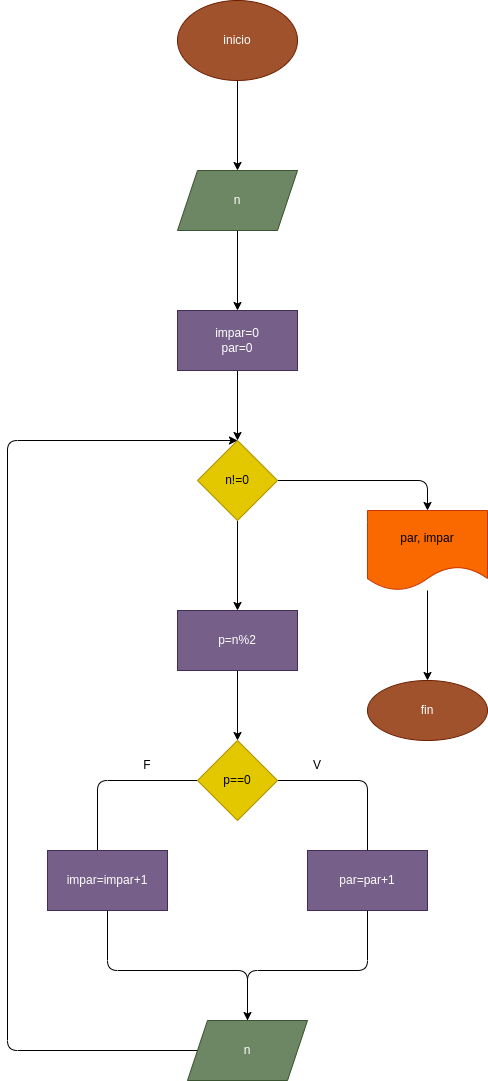 inicio
n
impar=0
par=0
n!=0
par, impar
p=n%2
fin
F
V
p==0
impar=impar+1
par=par+1
n